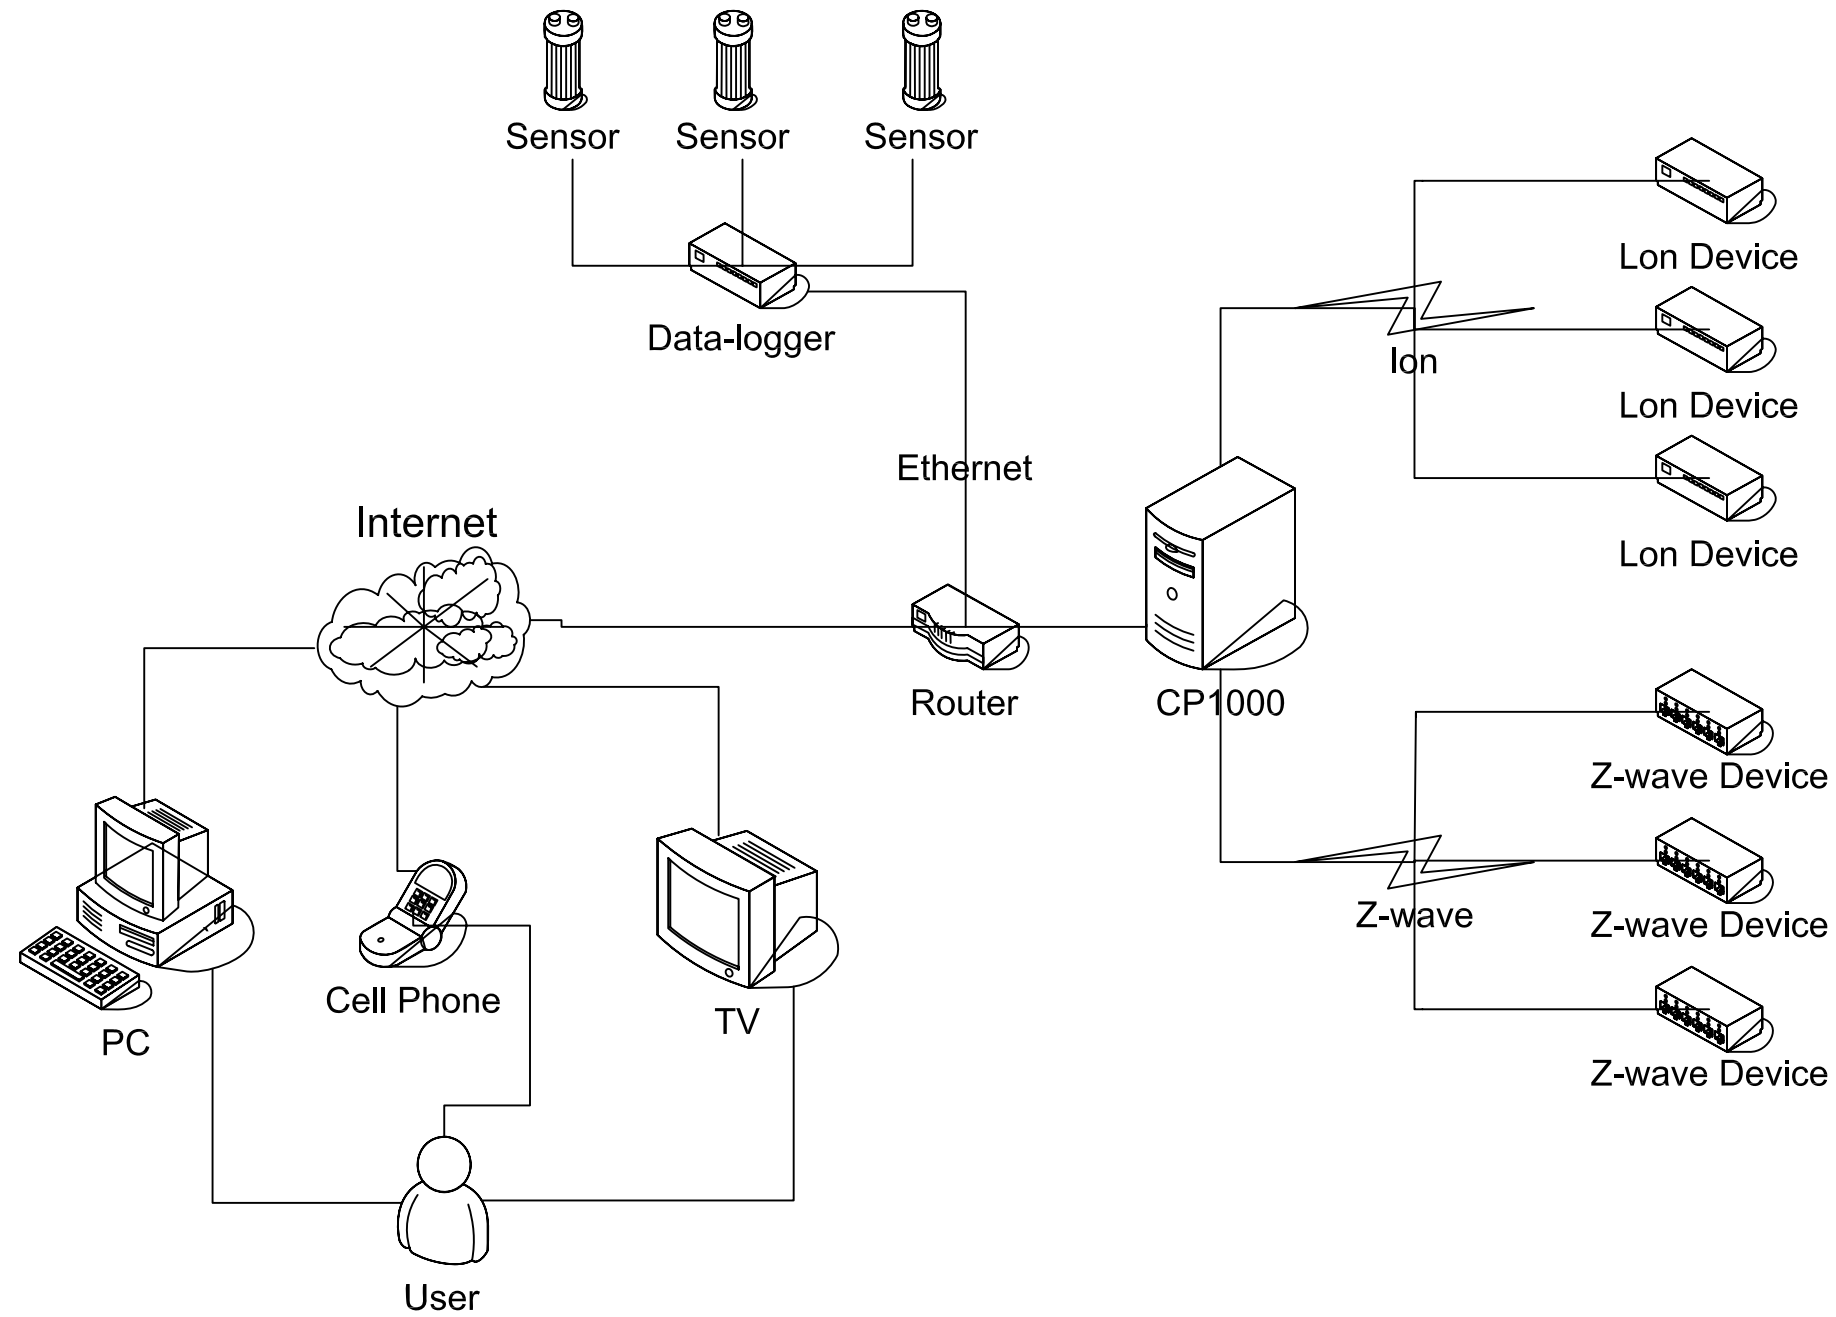 Sensor Sensor Sensor
Lon Device
Data-logger
lon
Lon Device
Ethernet
Internet
Lon Device
Router
CP1000
Z-wave Device
Z-wave
Z-wave Device
Cell Phone
TV
PC
Z-wave Device
User